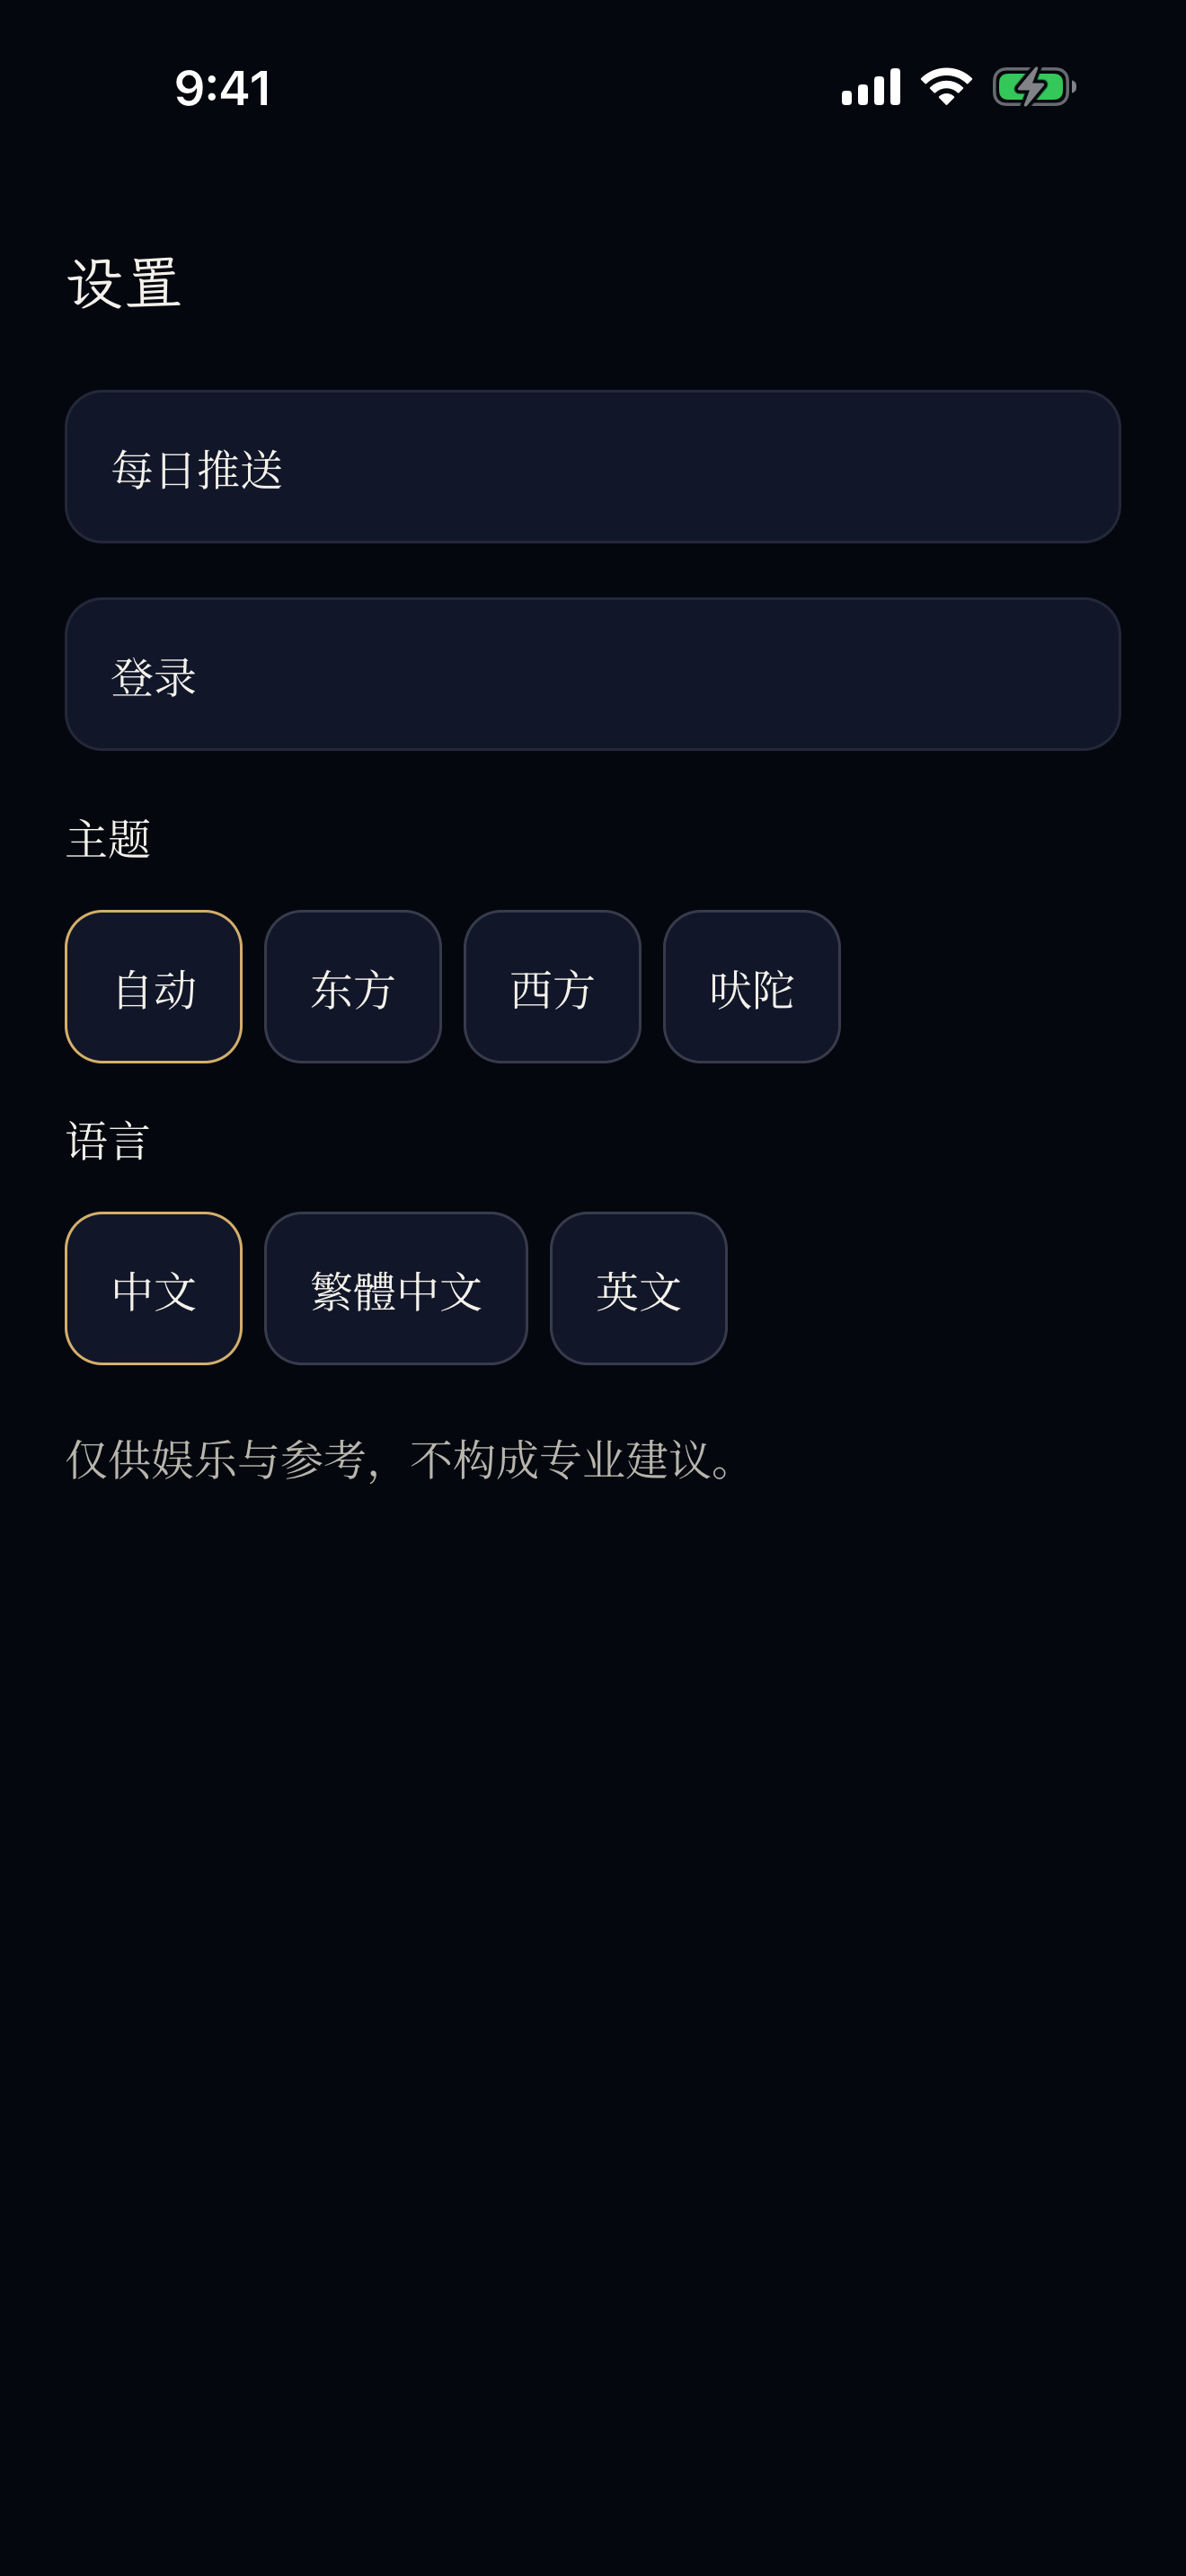 9:41
设置
每日推送
登录
主题
自动 东方 西方 吠陀
语言
中文 繁體中文 英文
仅供娱乐与参考，不构成专业建议。